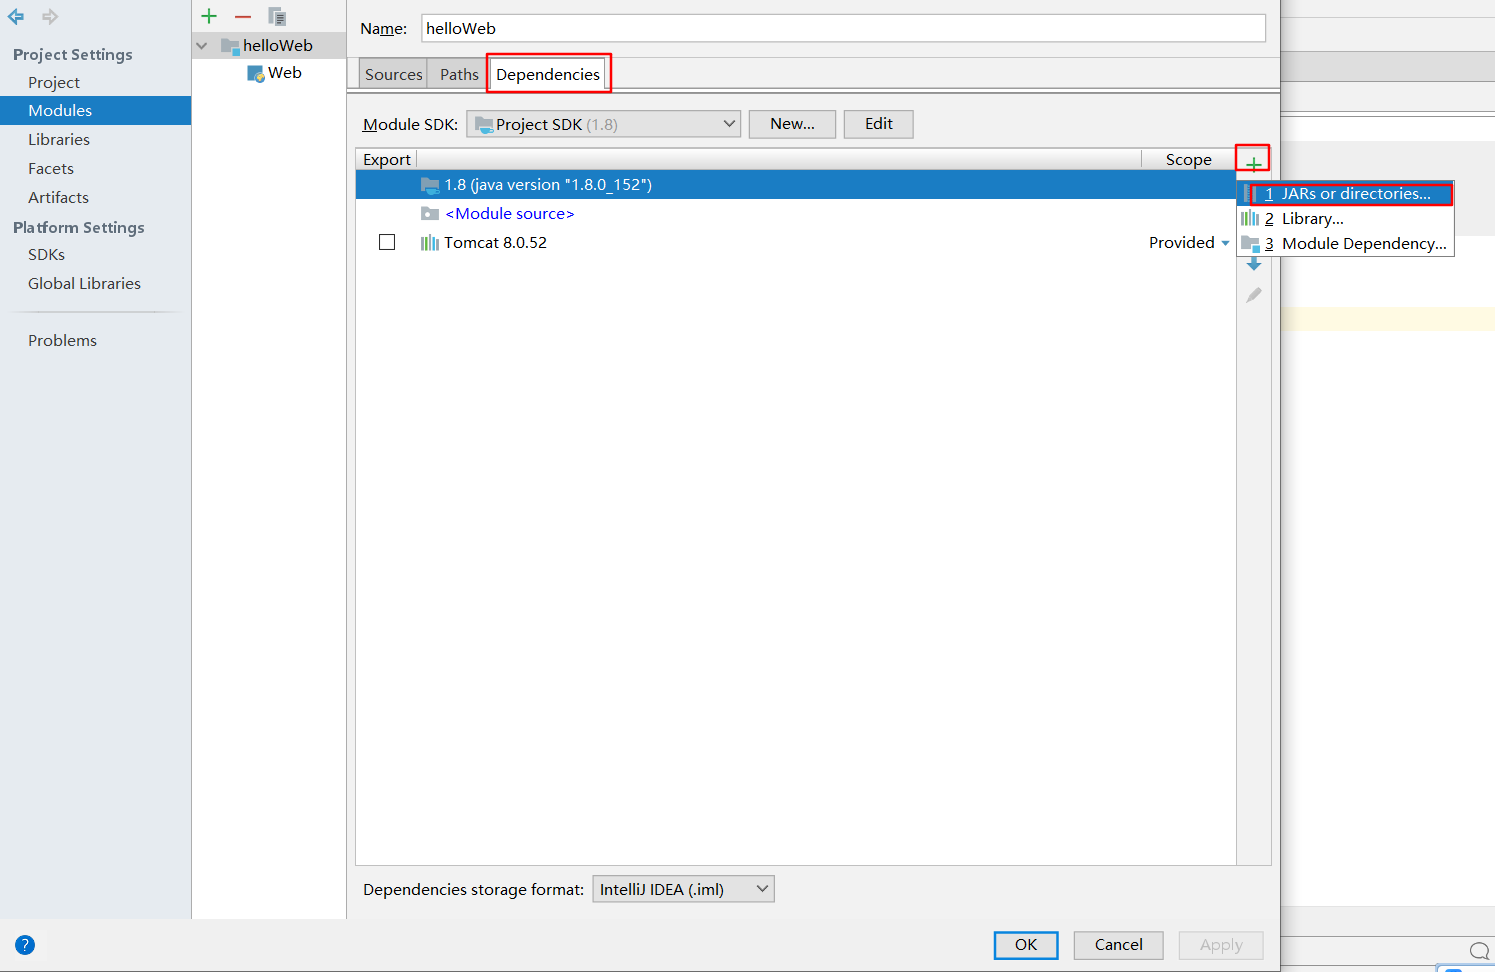 Project Settings
Project
Modules
Libraries
Facets
Artifacts
Platform Settings
SDKs
Global Libraries
Problems
helloWeb
Web
Name: helloWeb
Sources Paths Dependencies
Module SDK: Project SDK (1.8) New... Edit
Export Scope
1.8 (java version "1.8.0_152")
<Module source>
Tomcat 8.0.52 Provided
1 JARs or directories...
2 Library...
3 Module Dependency...
Dependencies storage format: IntelliJ IDEA (.iml)
? OK Cancel Apply